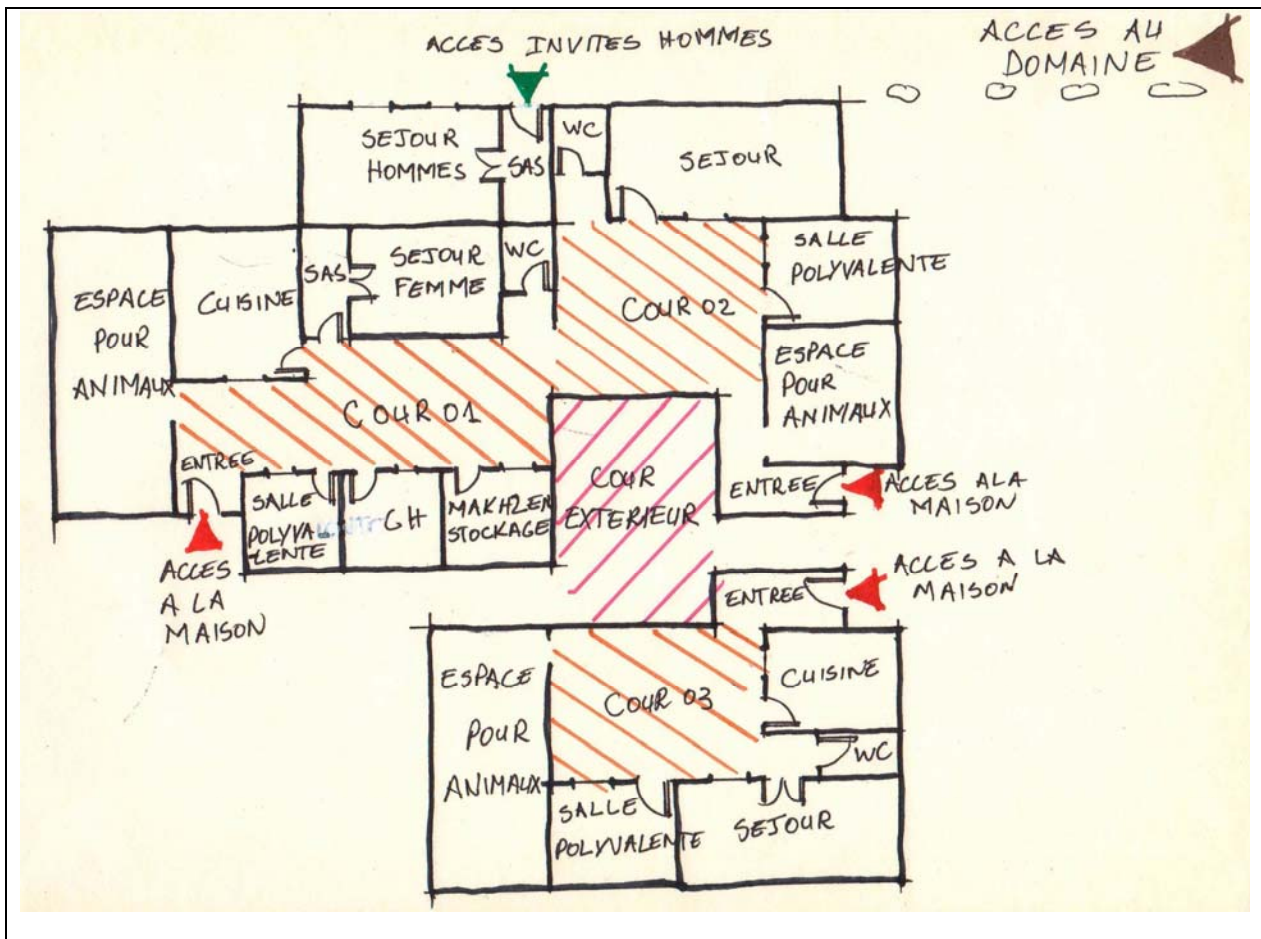 ACCES INVITES HOMMES
ACCES AU
DOMAINE
SEJOUR
HOMMES
SAS
WC
SEJOUR
ESPACE
POUR
ANIMAUX
CUISINE
SAS
SEJOUR
FEMME
WC
COUR 02
SALLE
POLYVALENTE
ESPACE
POUR
ANIMAUX
COUR 01
ENTREE
SALLE
POLYVA
LENTE
CH
MAKHZEN
STOCKAGE
COUR
EXTERIEUR
ENTREE
ACCES A LA
MAISON
ACCES
A LA
MAISON
ENTREE
ACCES A LA
MAISON
ESPACE
POUR
ANIMAUX
COUR 03
CUISINE
WC
SALLE
POLYVALENTE
SEJOUR